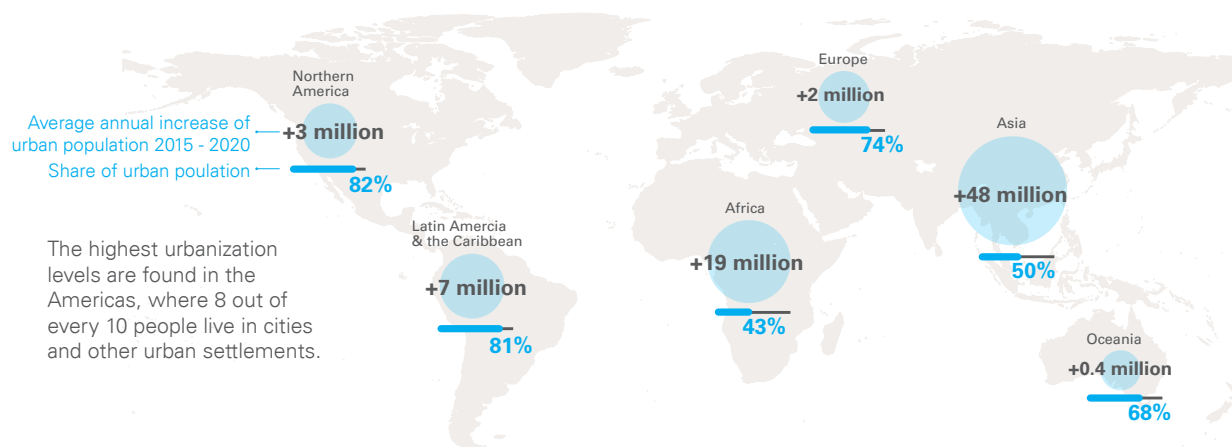 Northern
America
+3 million
82%
Average annual increase of
urban population 2015 - 2020
Share of urban poulation
The highest urbanization
levels are found in the
Americas, where 8 out of
every 10 people live in cities
and other urban settlements.
Latin Amercia
& the Caribbean
+7 million
81%
Europe
+2 million
74%
Africa
+19 million
43%
Asia
+48 million
50%
Oceania
+0.4 million
68%